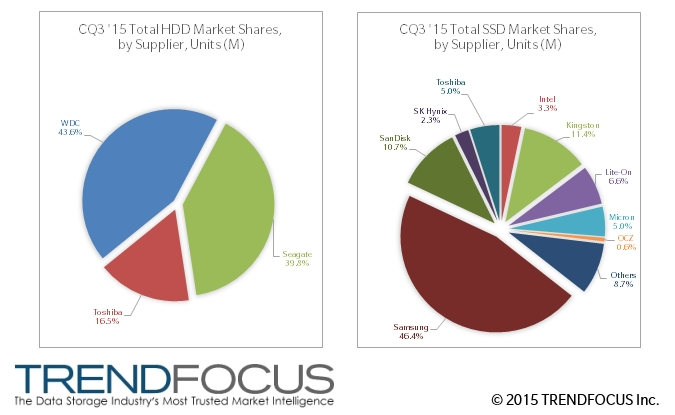 CQ3 '15 Total HDD Market Shares,
by Supplier, Units (M)
WDC
43.6%
Seagate
39.8%
Toshiba
16.5%
CQ3 '15 Total SSD Market Shares,
by Supplier, Units (M)
Toshiba
5.0%
Intel
3.3%
SK Hynix
2.3%
Kingston
11.4%
SanDisk
10.7%
Lite-On
6.6%
Micron
5.0%
OCZ
0.6%
Others
8.7%
Samsung
46.4%
TRENDFOCUS
The Data Storage Industry's Most Trusted Market Intelligence
© 2015 TRENDFOCUS Inc.